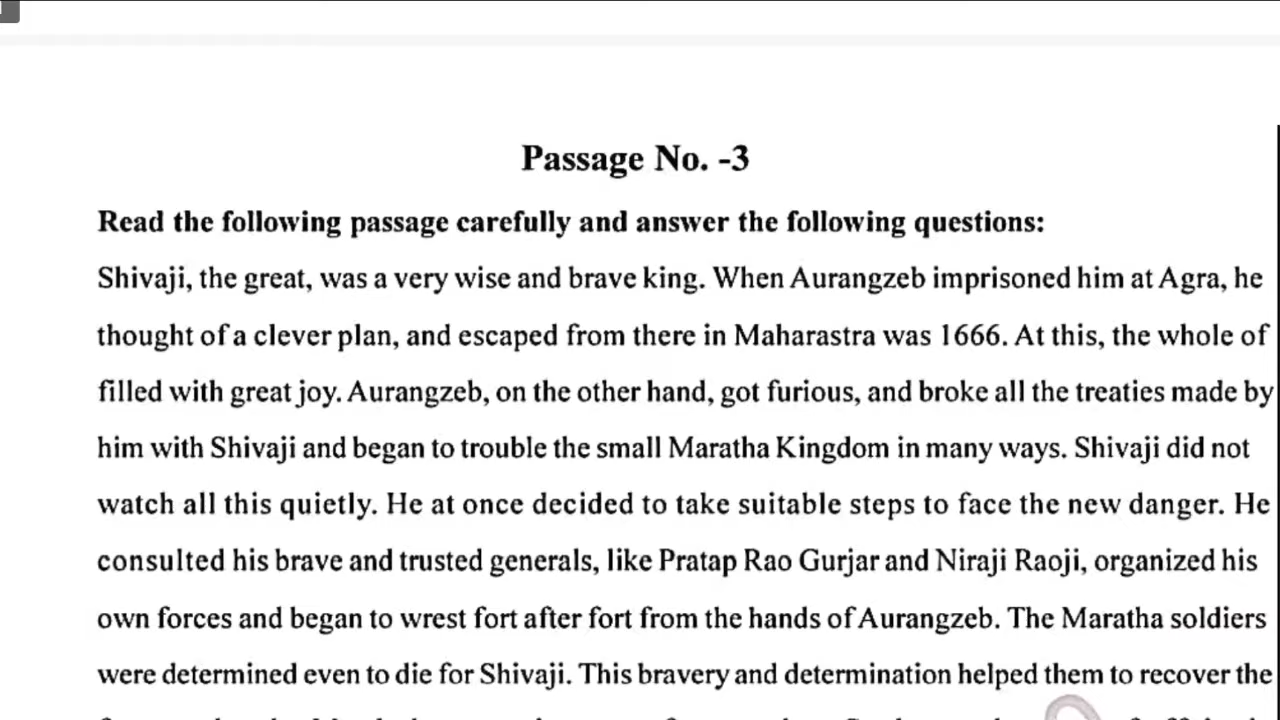 Passage No. -3
Read the following passage carefully and answer the following questions:
Shivaji, the great, was a very wise and brave king. When Aurangzeb imprisoned him at Agra, he
thought of a clever plan, and escaped from there in Maharastra was 1666. At this, the whole of
filled with great joy. Aurangzeb, on the other hand, got furious, and broke all the treaties made by
him with Shivaji and began to trouble the small Maratha Kingdom in many ways. Shivaji did not
watch all this quietly. He at once decided to take suitable steps to face the new danger. He
consulted his brave and trusted generals, like Pratap Rao Gurjar and Niraji Raoji, organized his
own forces and began to wrest fort after fort from the hands of Aurangzeb. The Maratha soldiers
were determined even to die for Shivaji. This bravery and determination helped them to recover the